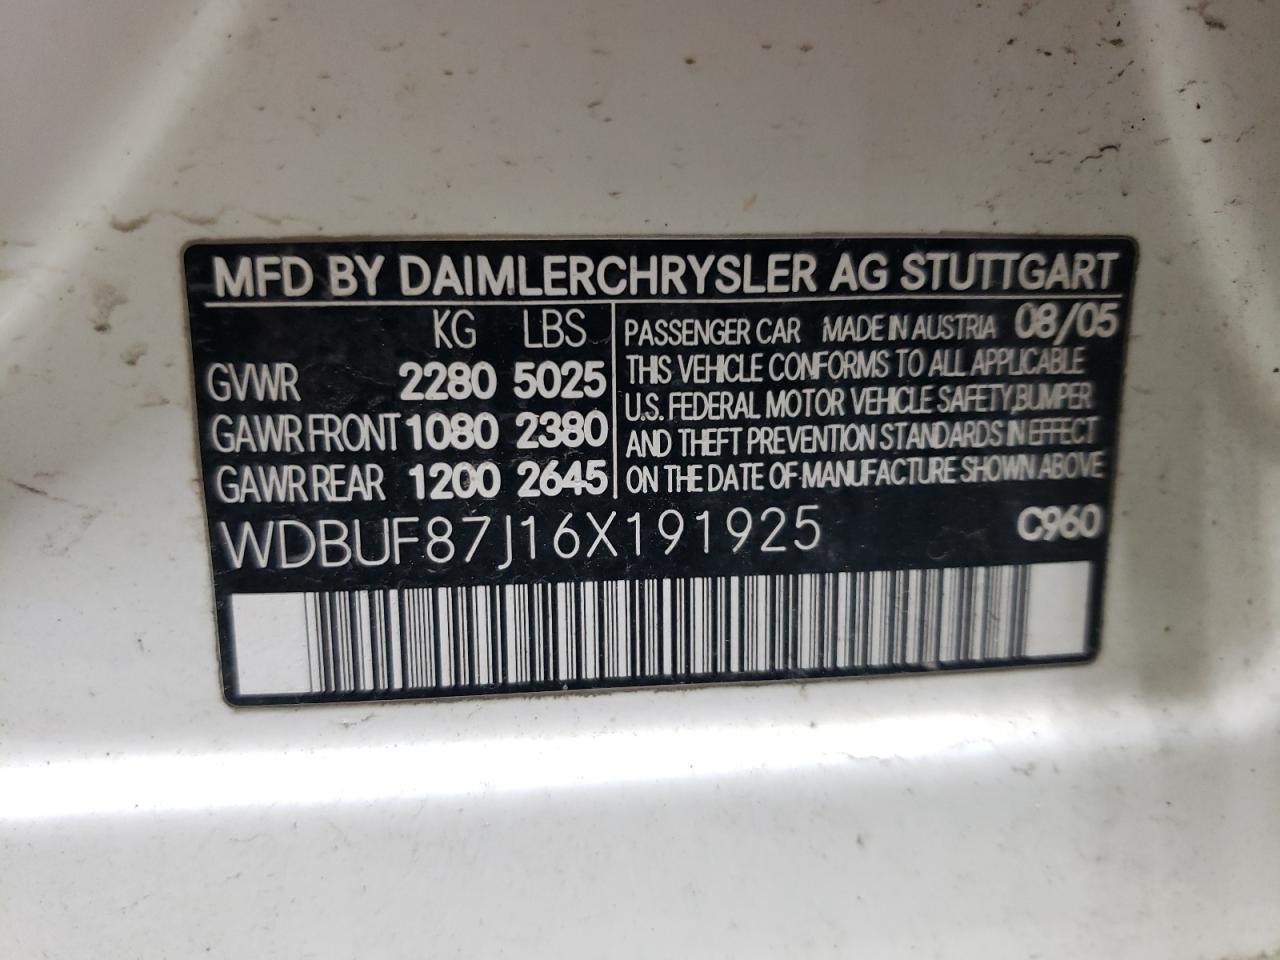 MFD BY DAIMLERCHRYSLER AG STUTTGART
KG LBS
GVWR 2280 5025
GAWR FRONT 1080 2380
GAWR REAR 1200 2645
PASSENGER CAR MADE IN AUSTRIA 08/05
THIS VEHICLE CONFORMS TO ALL APPLICABLE
U.S. FEDERAL MOTOR VEHICLE SAFETY,BUMPER
AND THEFT PREVENTION STANDARDS IN EFFECT
ON THE DATE OF MANUFACTURE SHOWN ABOVE
WDBUF87J16X191925 C960